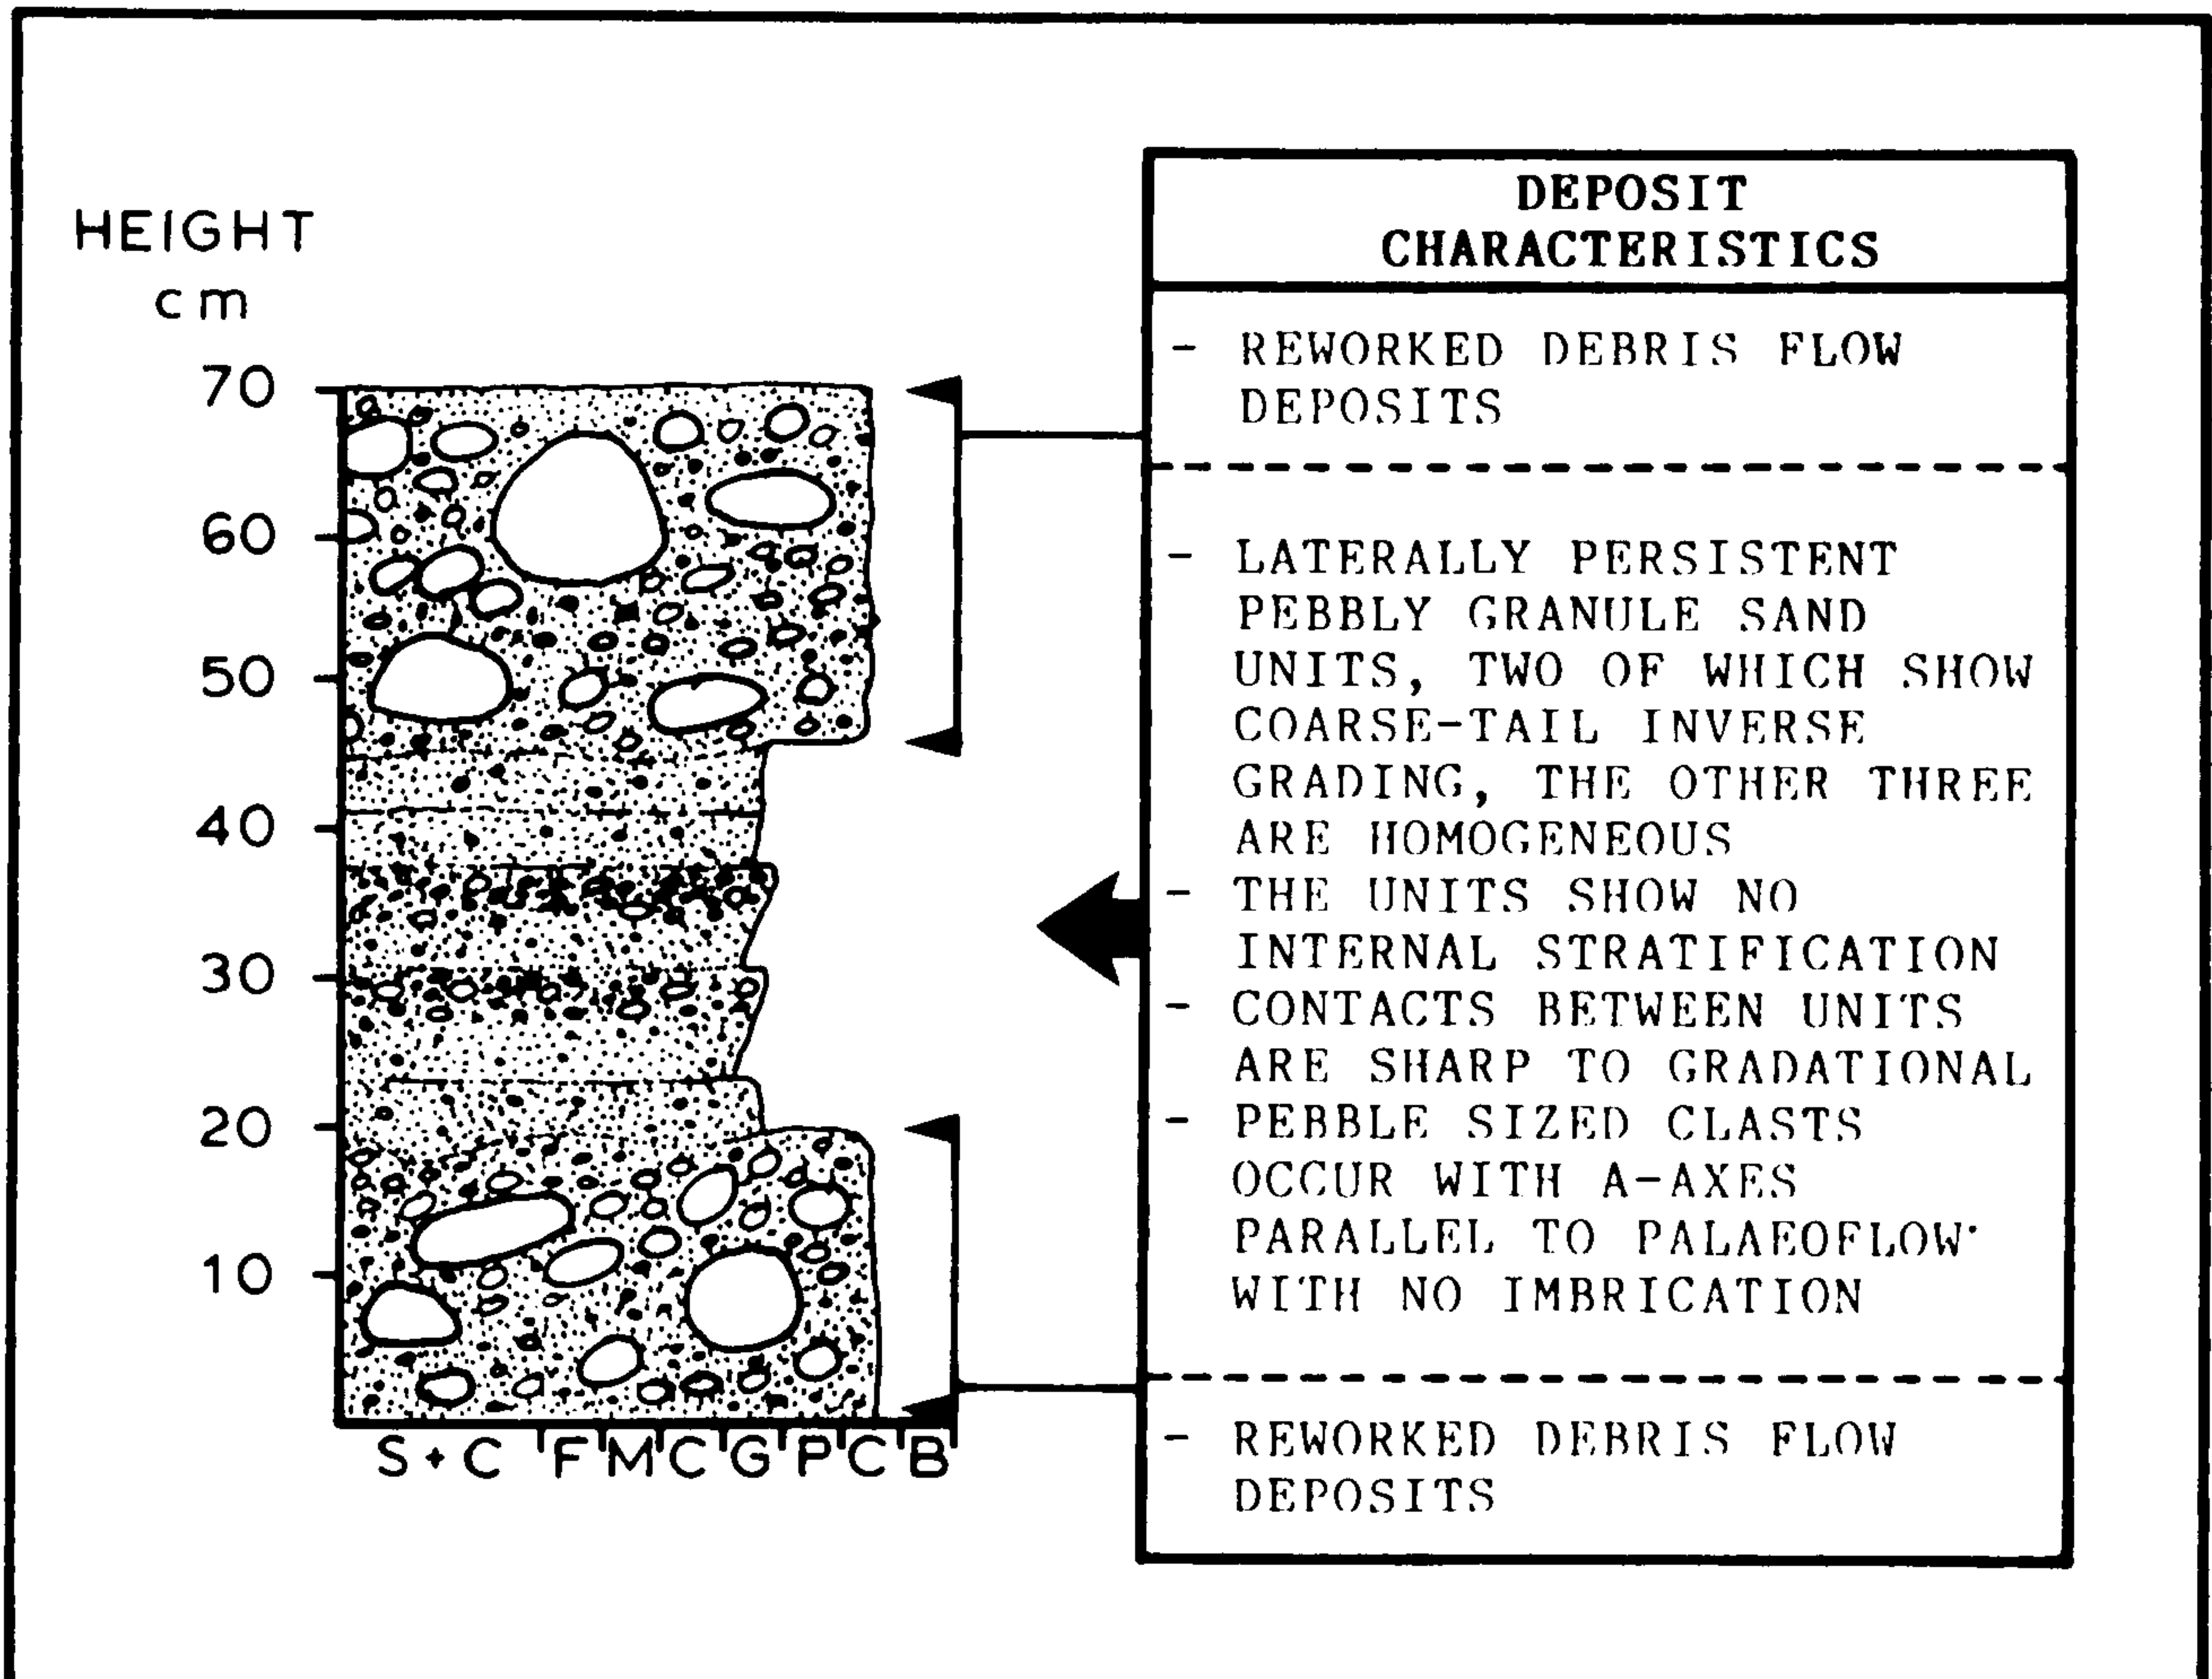 HEIGHT
cm
70
60
50
40
30
20
10
S + C F M C G P C B
DEPOSIT
CHARACTERISTICS
- REWORKED DEBRIS FLOW
DEPOSITS
- LATERALLY PERSISTENT
PEBBLY GRANULE SAND
UNITS, TWO OF WHICH SHOW
COARSE-TAIL INVERSE
GRADING, THE OTHER THREE
ARE HOMOGENEOUS
- THE UNITS SHOW NO
INTERNAL STRATIFICATION
- CONTACTS BETWEEN UNITS
ARE SHARP TO GRADATIONAL
- PEBBLE SIZED CLASTS
OCCUR WITH A-AXES
PARALLEL TO PALAEOFLOW
WITH NO IMBRICATION
- REWORKED DEBRIS FLOW
DEPOSITS